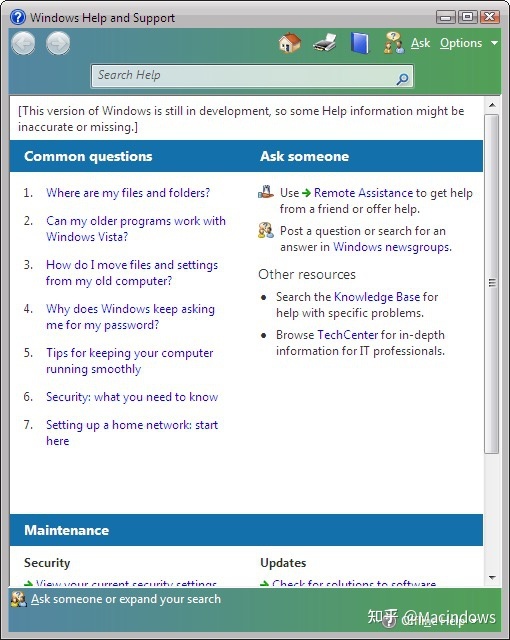 Windows Help and Support
Ask
Options
Search Help
[This version of Windows is still in development, so some Help information might be
inaccurate or missing.]
Common questions
1. Where are my files and folders?
2. Can my older programs work with
Windows Vista?
3. How do I move files and settings
from my old computer?
4. Why does Windows keep asking
me for my password?
5. Tips for keeping your computer
running smoothly
6. Security: what you need to know
7. Setting up a home network: start
here
Ask someone
Use Remote Assistance to get help
from a friend or offer help.
Post a question or search for an
answer in Windows newsgroups.
Other resources
• Search the Knowledge Base for
help with specific problems.
• Browse TechCenter for in-depth
information for IT professionals.
Maintenance
Security
View your current security settings
Updates
Check for solutions to software
Ask someone or expand your search
Online Help
知乎 @Macindows